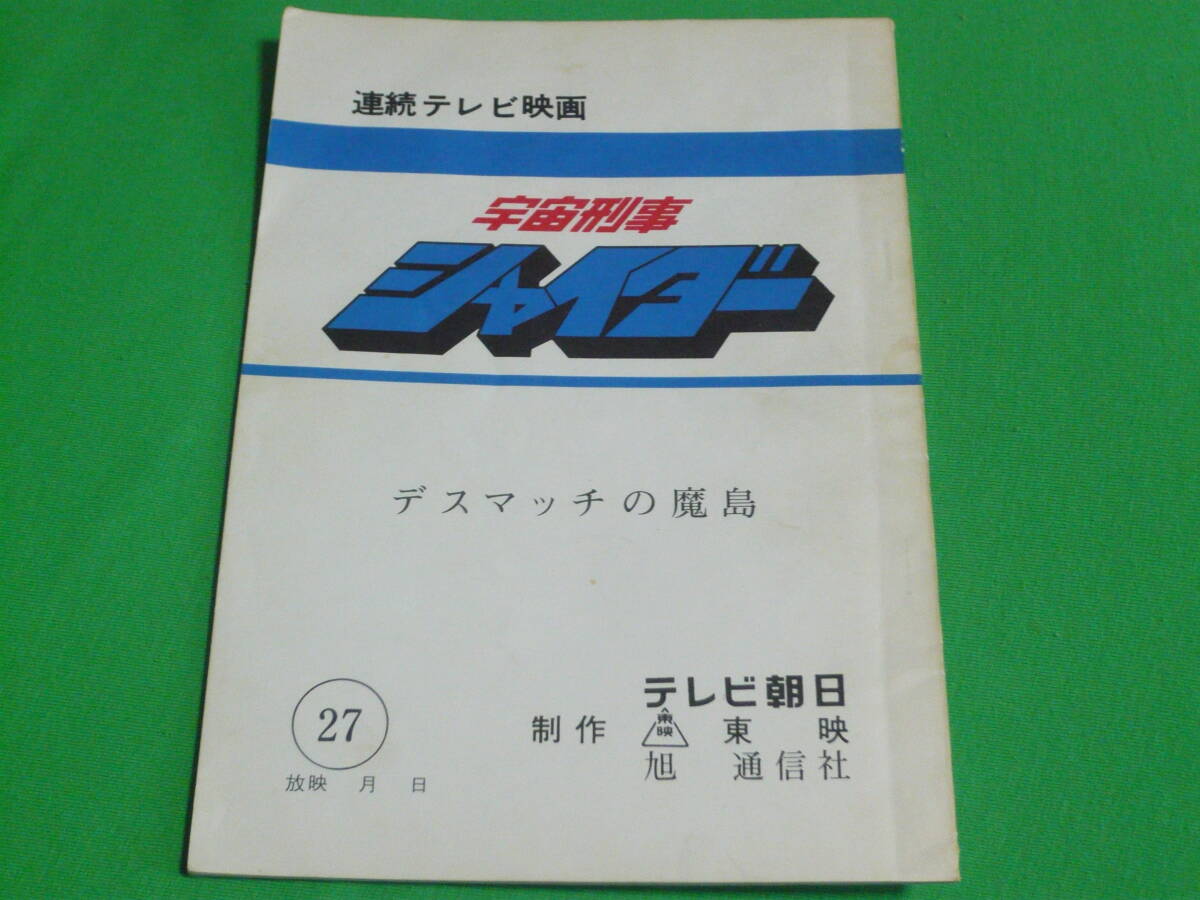 連続テレビ映画
宇宙刑事
シャイダー
デスマッチの魔島
テレビ朝日
制作 東映 東映
旭通信社
27
放映 月 日